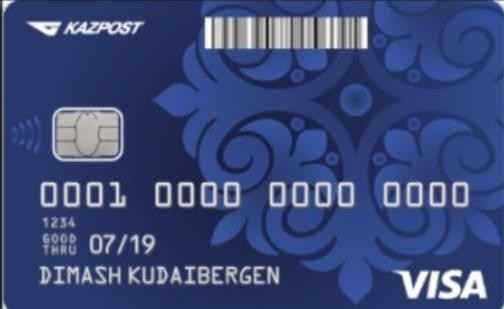 KAZPOST
0001 0000 0000 0000
1234
GOOD THRU 07/19
DIMASH KUDAIBERGEN
VISA